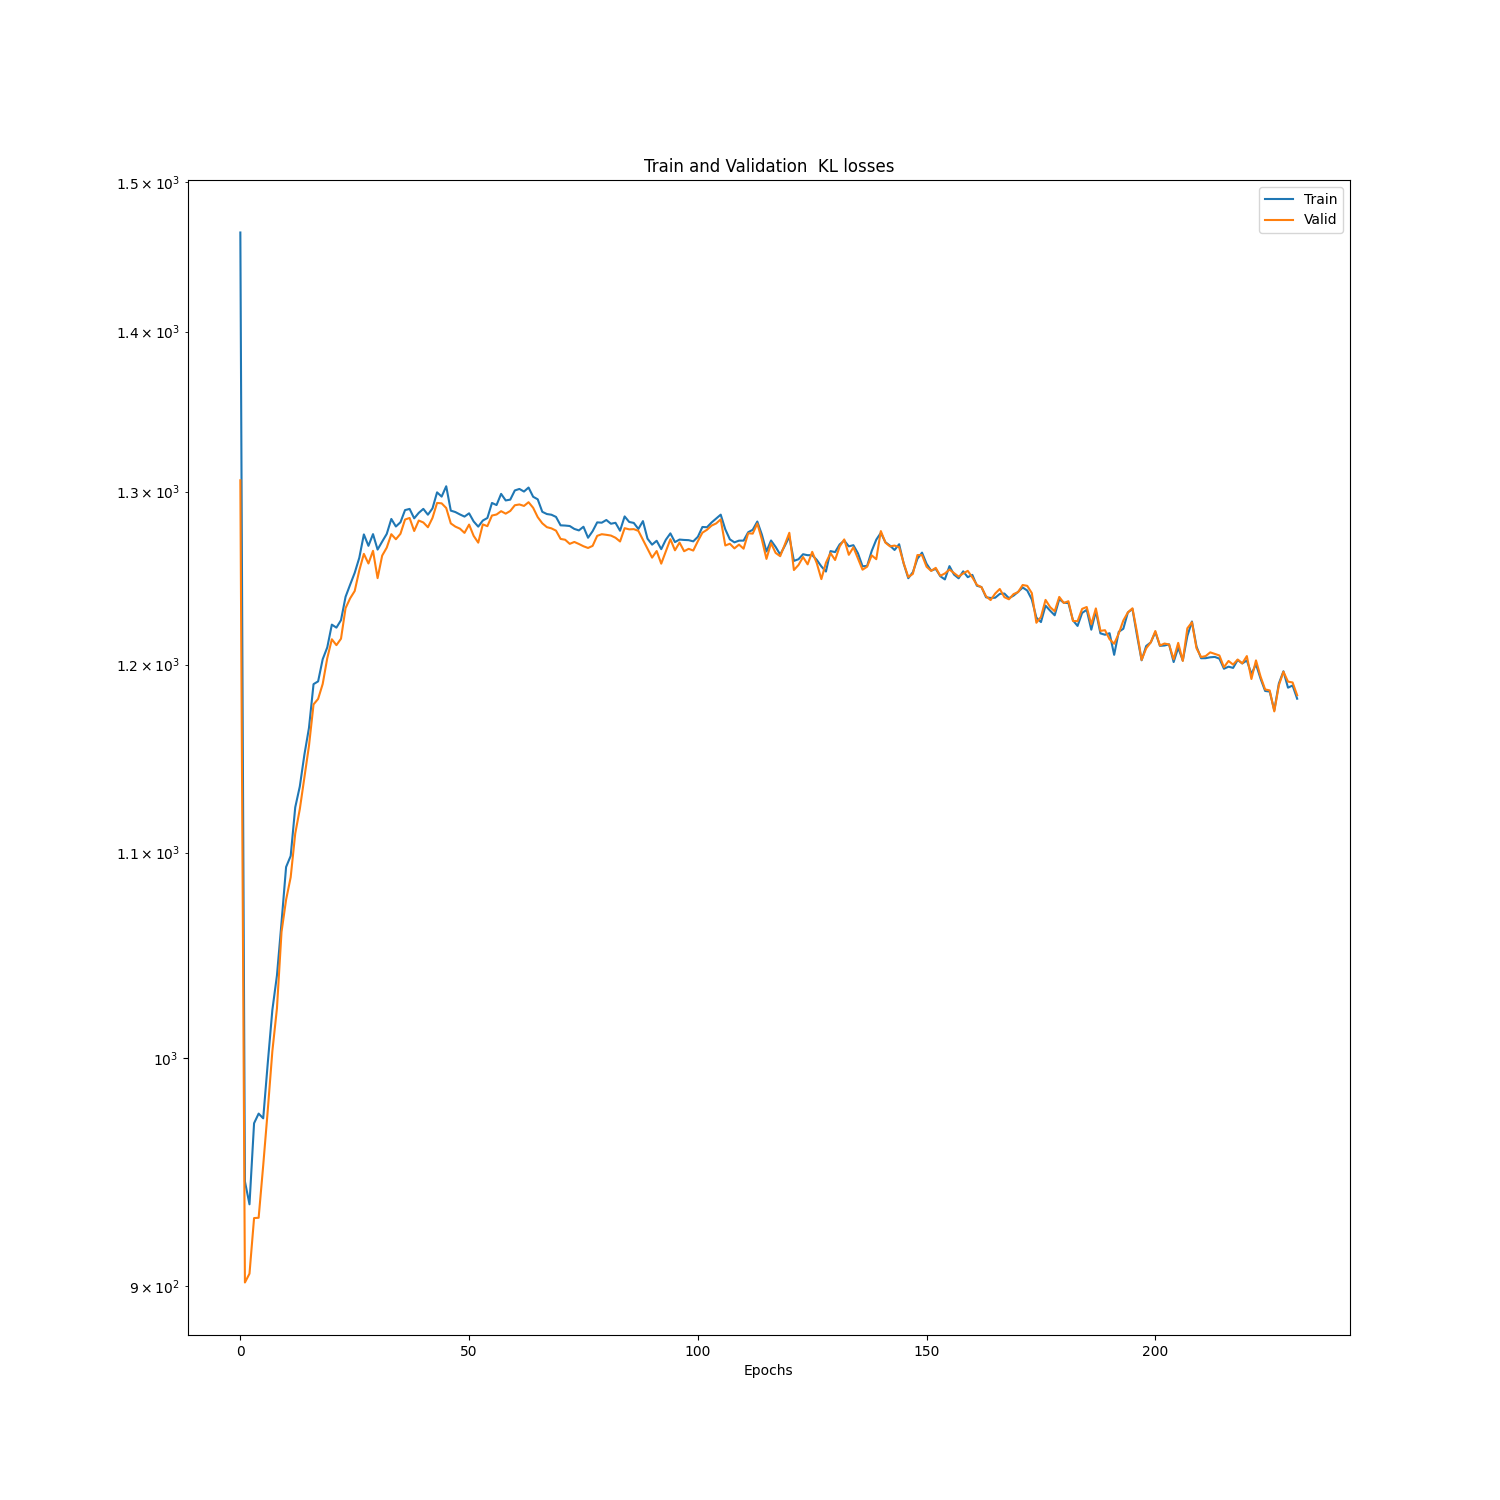 Train and Validation  KL losses
Train
Valid
1.5 × 10³
1.4 × 10³
1.3 × 10³
1.2 × 10³
1.1 × 10³
10³
9 × 10²
0 50 100 150 200
Epochs